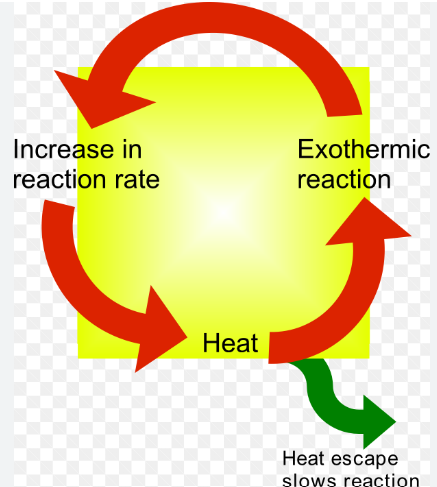 Increase in
reaction rate
Exothermic
reaction
Heat
Heat escape
slows reaction